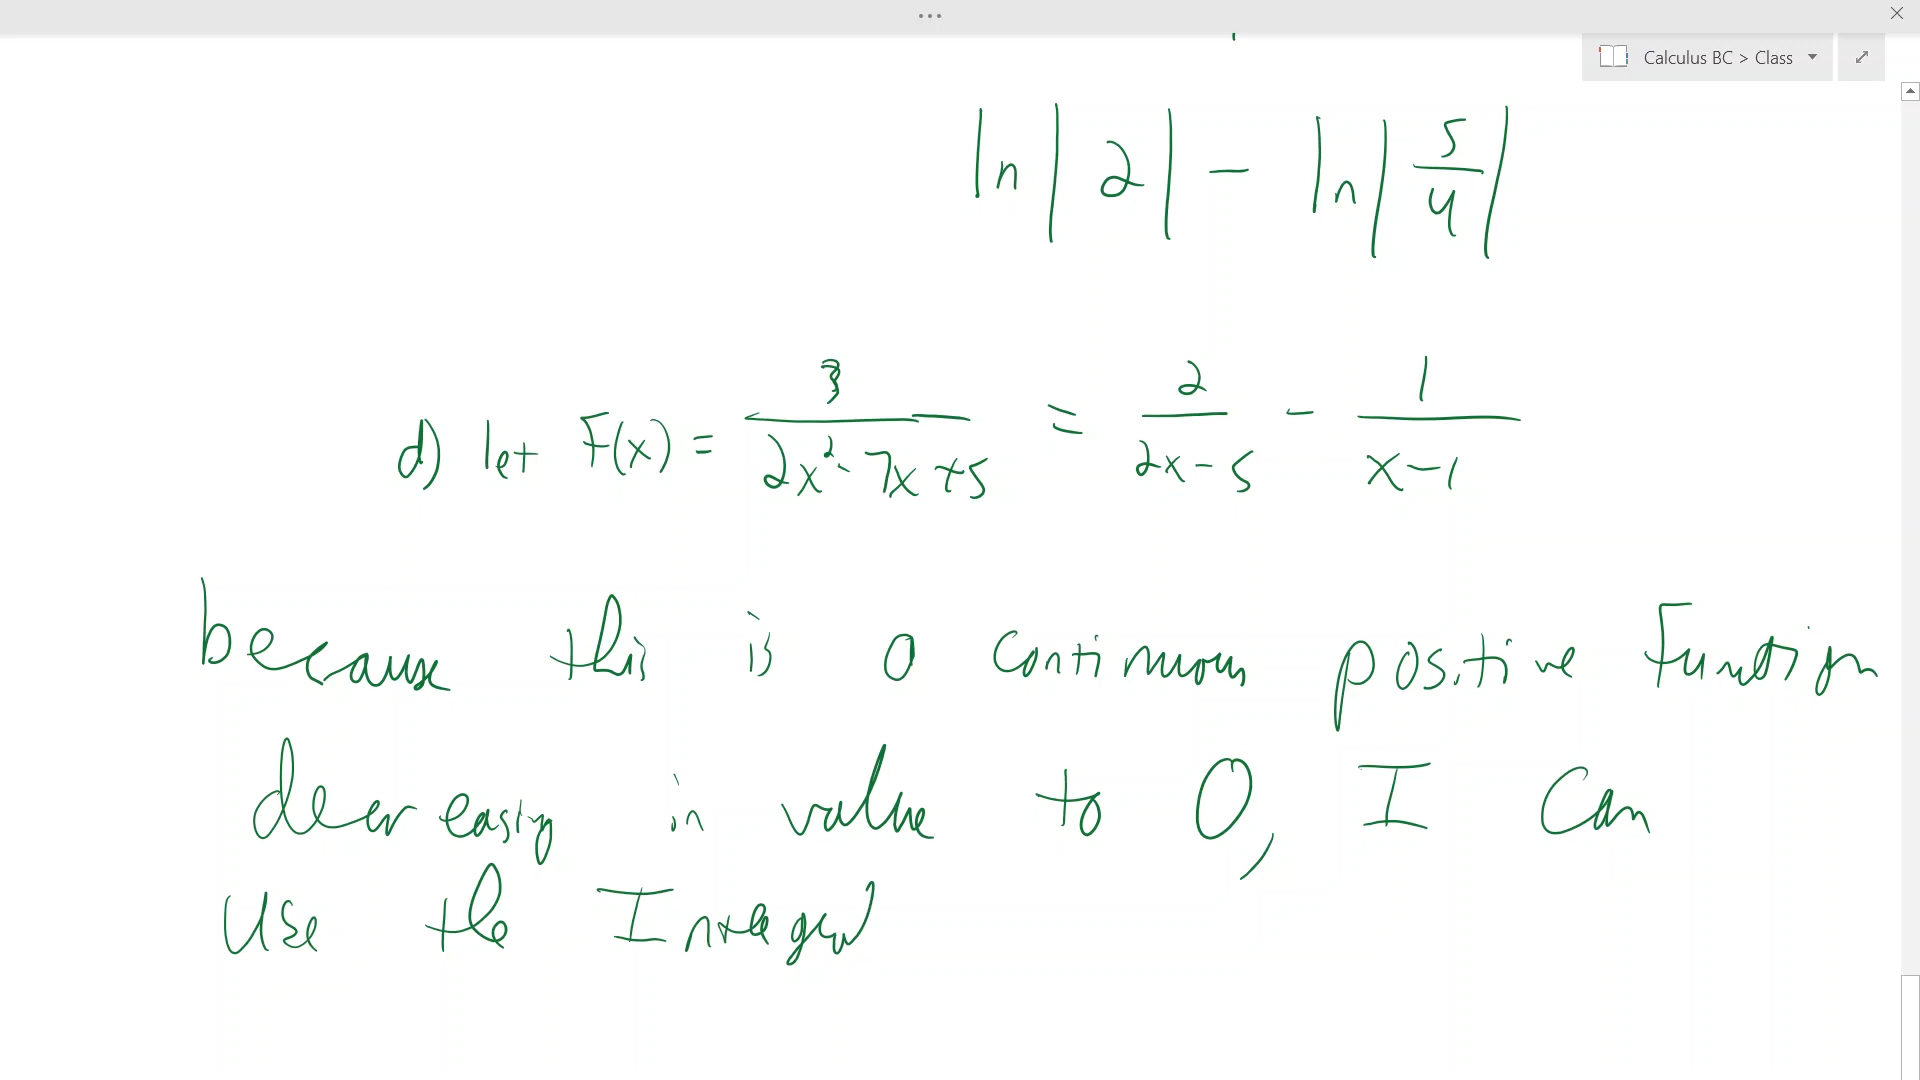 Calculus BC > Class
ln|2| - ln|5/4|
d) let F(x) = 3/(2x² - 7x + 5) = 2/(2x - 5) - 1/(x - 1)
because this is a continuous positive function
decreasing in value to 0, I can
Use the Integral